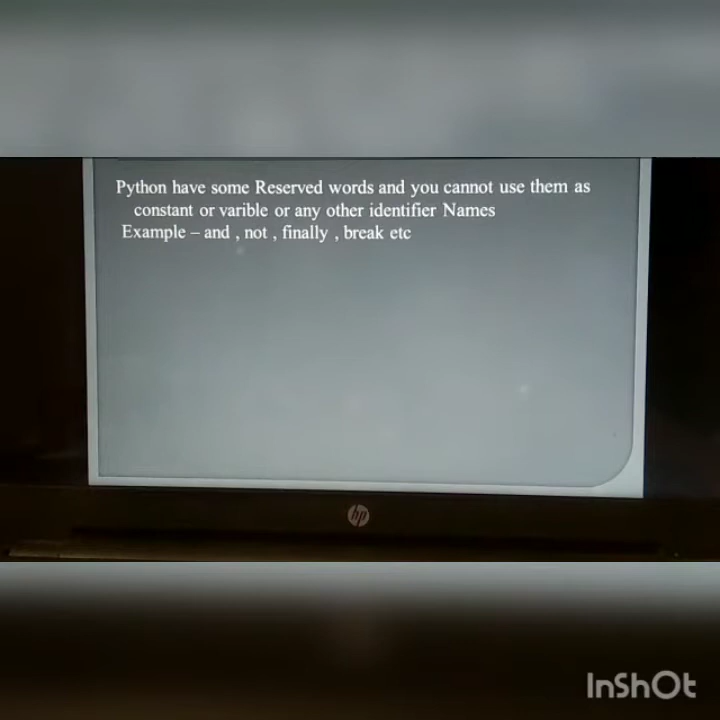 Python have some Reserved words and you cannot use them as
constant or varible or any other identifier Names
Example – and , not , finally , break etc
hp
InShOt